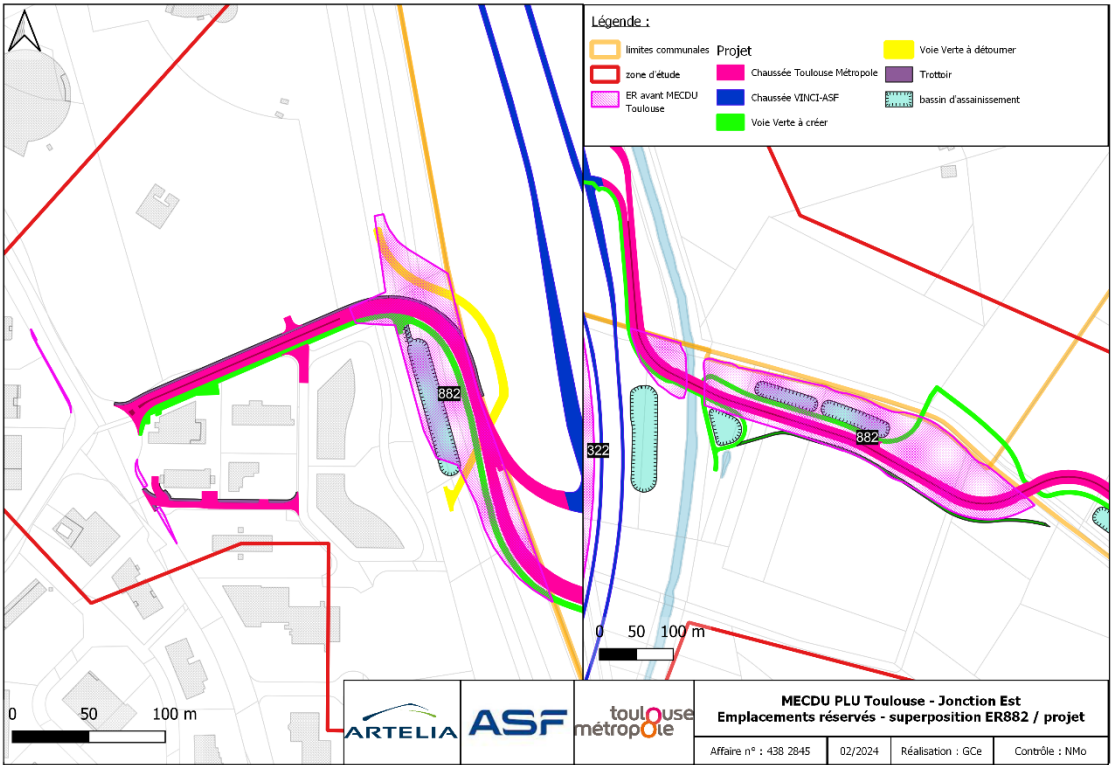 Légende :
limites communales
zone d'étude
ER avant MECDU
Toulouse
Projet
Chaussée Toulouse Métropole
Chaussée VINCI-ASF
Voie Verte à créer
Voie Verte à détourner
Trottoir
bassin d'assainissement
882
322
882
0 50 100 m
0 50 100 m
ARTELIA
ASF
toulouse
métropole
MECDU PLU Toulouse - Jonction Est
Emplacements réservés - superposition ER882 / projet
Affaire n° : 438 2845
02/2024
Réalisation : GCe
Contrôle : NMo